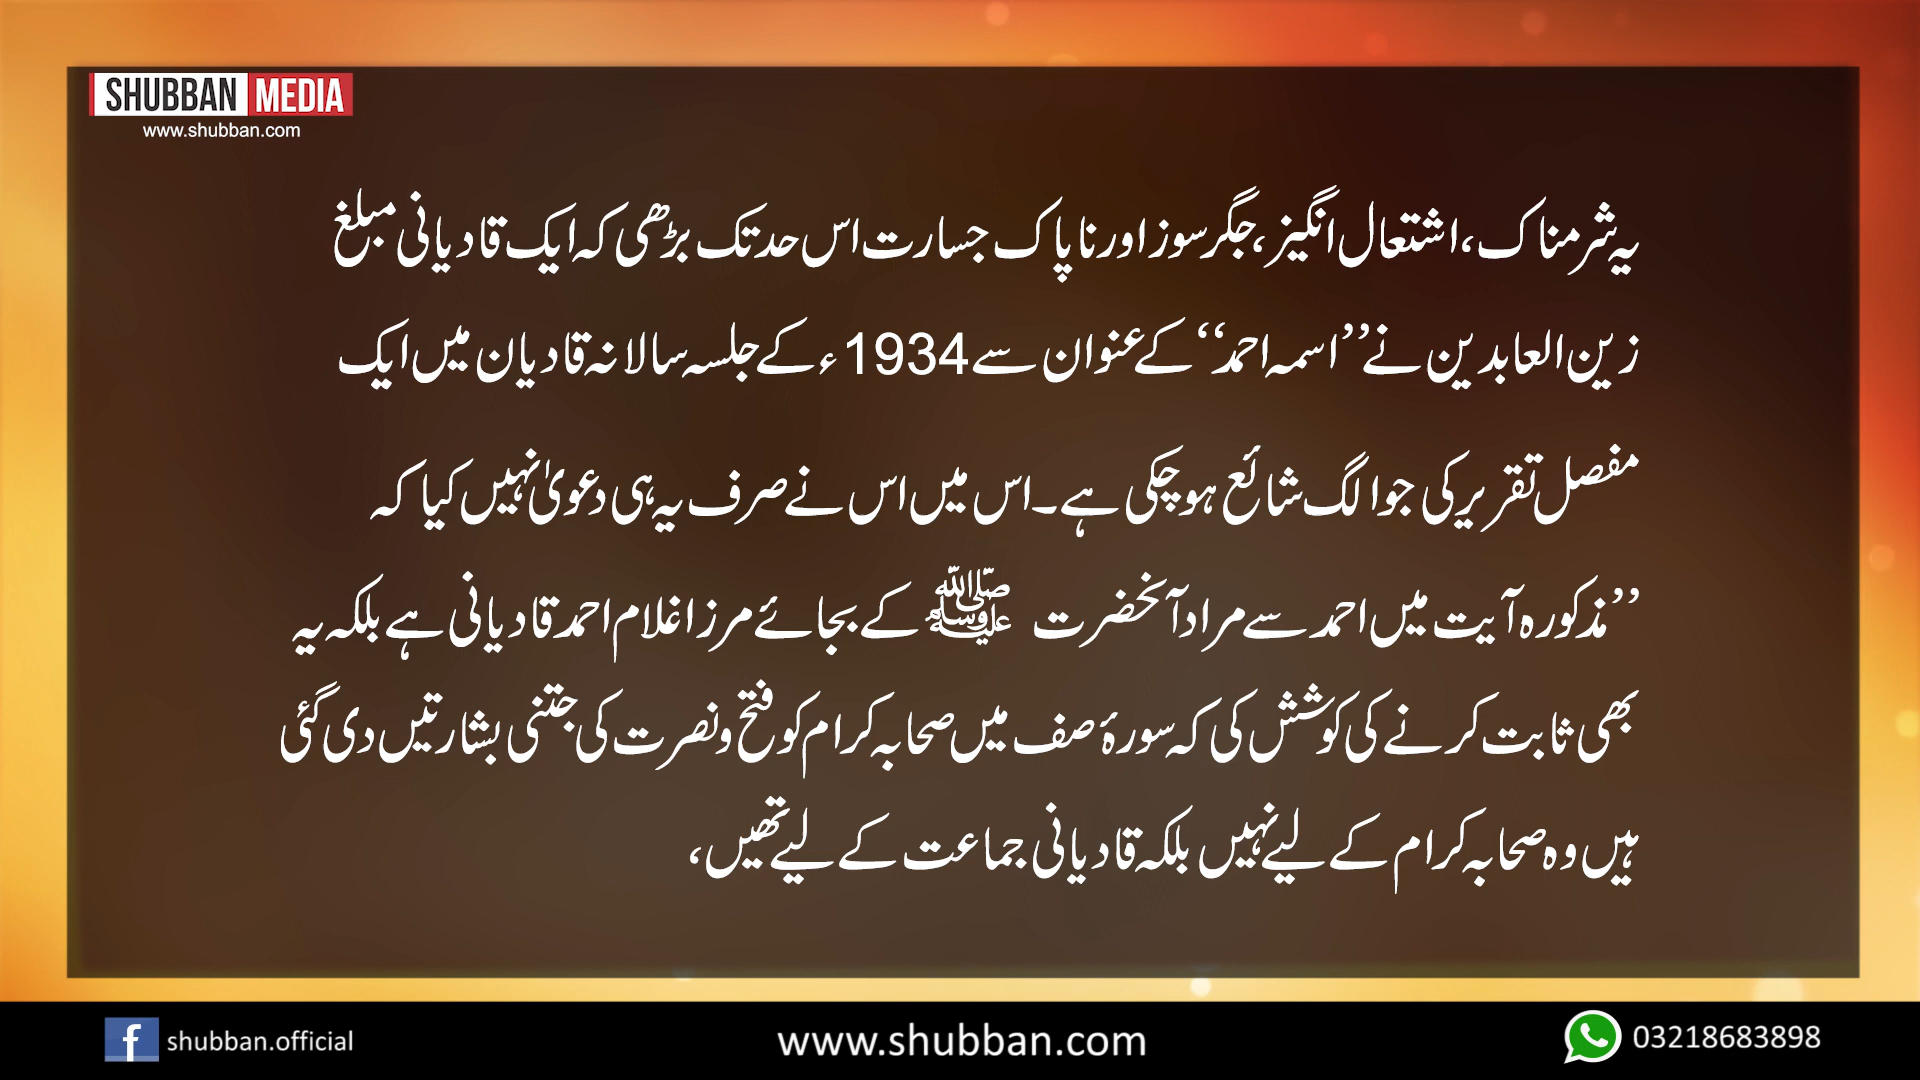 SHUBBAN MEDIA
www.shubban.com
یہ شرمناک، اشتعال انگیز، جگر سوز اور ناپاک جسارت اس حد تک بڑھی کہ ایک قادیانی مبلغ
زین العابدین نے ’’اسمہ احمد‘‘ کے عنوان سے 1934ء کے جلسہ سالانہ قادیان میں ایک
مفصل تقریر کی جو الگ شائع ہو چکی ہے۔ اس میں اس نے صرف یہ ہی دعویٰ نہیں کیا کہ
’’مذکورہ آیت میں احمد سے مراد آنحضرت ﷺ کے بجائے مرزا غلام احمد قادیانی ہے بلکہ یہ
بھی ثابت کرنے کی کوشش کی کہ سورۂ صف میں صحابہ کرام کو فتح و نصرت کی جتنی بشارتیں دی گئی
ہیں وہ صحابہ کرام کے لیے نہیں بلکہ قادیانی جماعت کے لیے تھیں،
shubban.official
www.shubban.com
03218683898